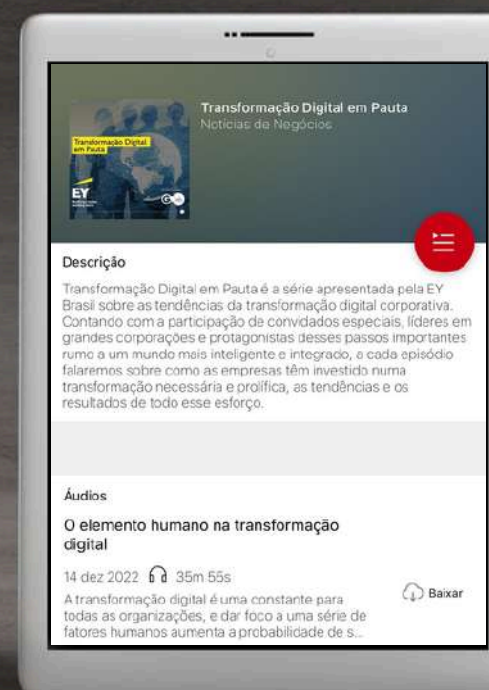 Transformação Digital em Pauta
Notícias de Negócios
Transformação Digital
em Pauta
EY
Descrição
Transformação Digital em Pauta é a série apresentada pela EY
Brasil sobre as tendências da transformação digital corporativa.
Contando com a participação de convidados especiais, líderes em
grandes corporações e protagonistas desses passos importantes
rumo a um mundo mais inteligente e integrado, a cada episódio
falaremos sobre como as empresas têm investido numa
transformação necessária e prolífica, as tendências e os
resultados de todo esse esforço.
Áudios
O elemento humano na transformação
digital
14 dez 2022 35m 55s
Baixar
A transformação digital é uma constante para
todas as organizações, e dar foco a uma série de
fatores humanos aumenta a probabilidade de s...